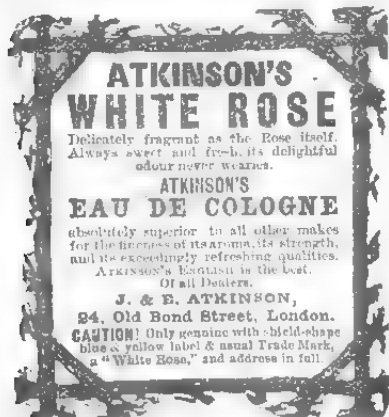 ATKINSON'S
WHITE ROSE
Delicately fragrant as the Rose itself.
Always sweet and fresh, its delightful
odour never wearies.
ATKINSON'S
EAU DE COLOGNE
absolutely superior to all other makes
for the fineness of its aroma, its strength,
and its exceedingly refreshing qualities.
ATKINSON'S ENGLISH is the best.
Of all Dealers.
J. & E. ATKINSON,
24, Old Bond Street, London.
CAUTION! Only genuine with shield-shape
blue & yellow label & usual Trade Mark,
a "White Rose," and address in full.